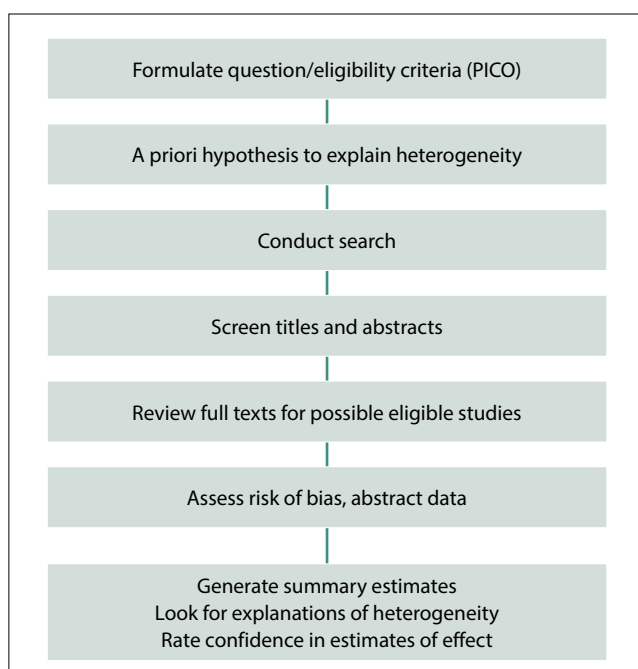 Formulate question/eligibility criteria (PICO)
A priori hypothesis to explain heterogeneity
Conduct search
Screen titles and abstracts
Review full texts for possible eligible studies
Assess risk of bias, abstract data
Generate summary estimates
Look for explanations of heterogeneity
Rate confidence in estimates of effect